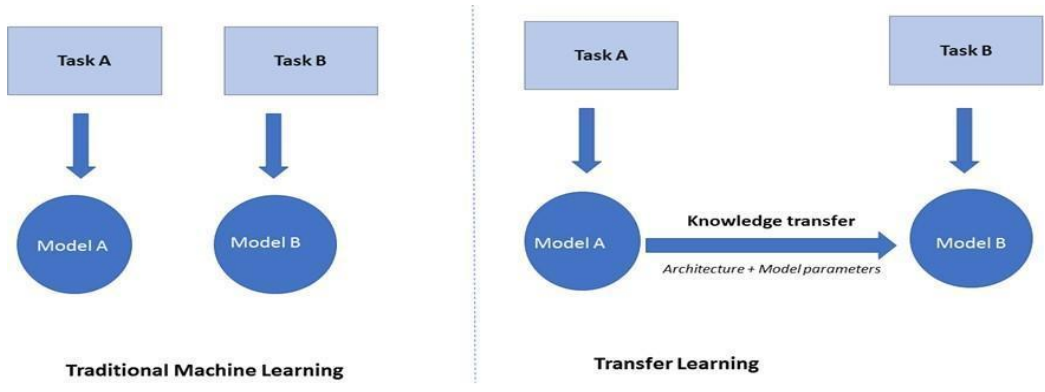 Task A
Task B
Model A
Model B
Traditional Machine Learning
Task A
Task B
Model A
Knowledge transfer
Architecture + Model parameters
Model B
Transfer Learning